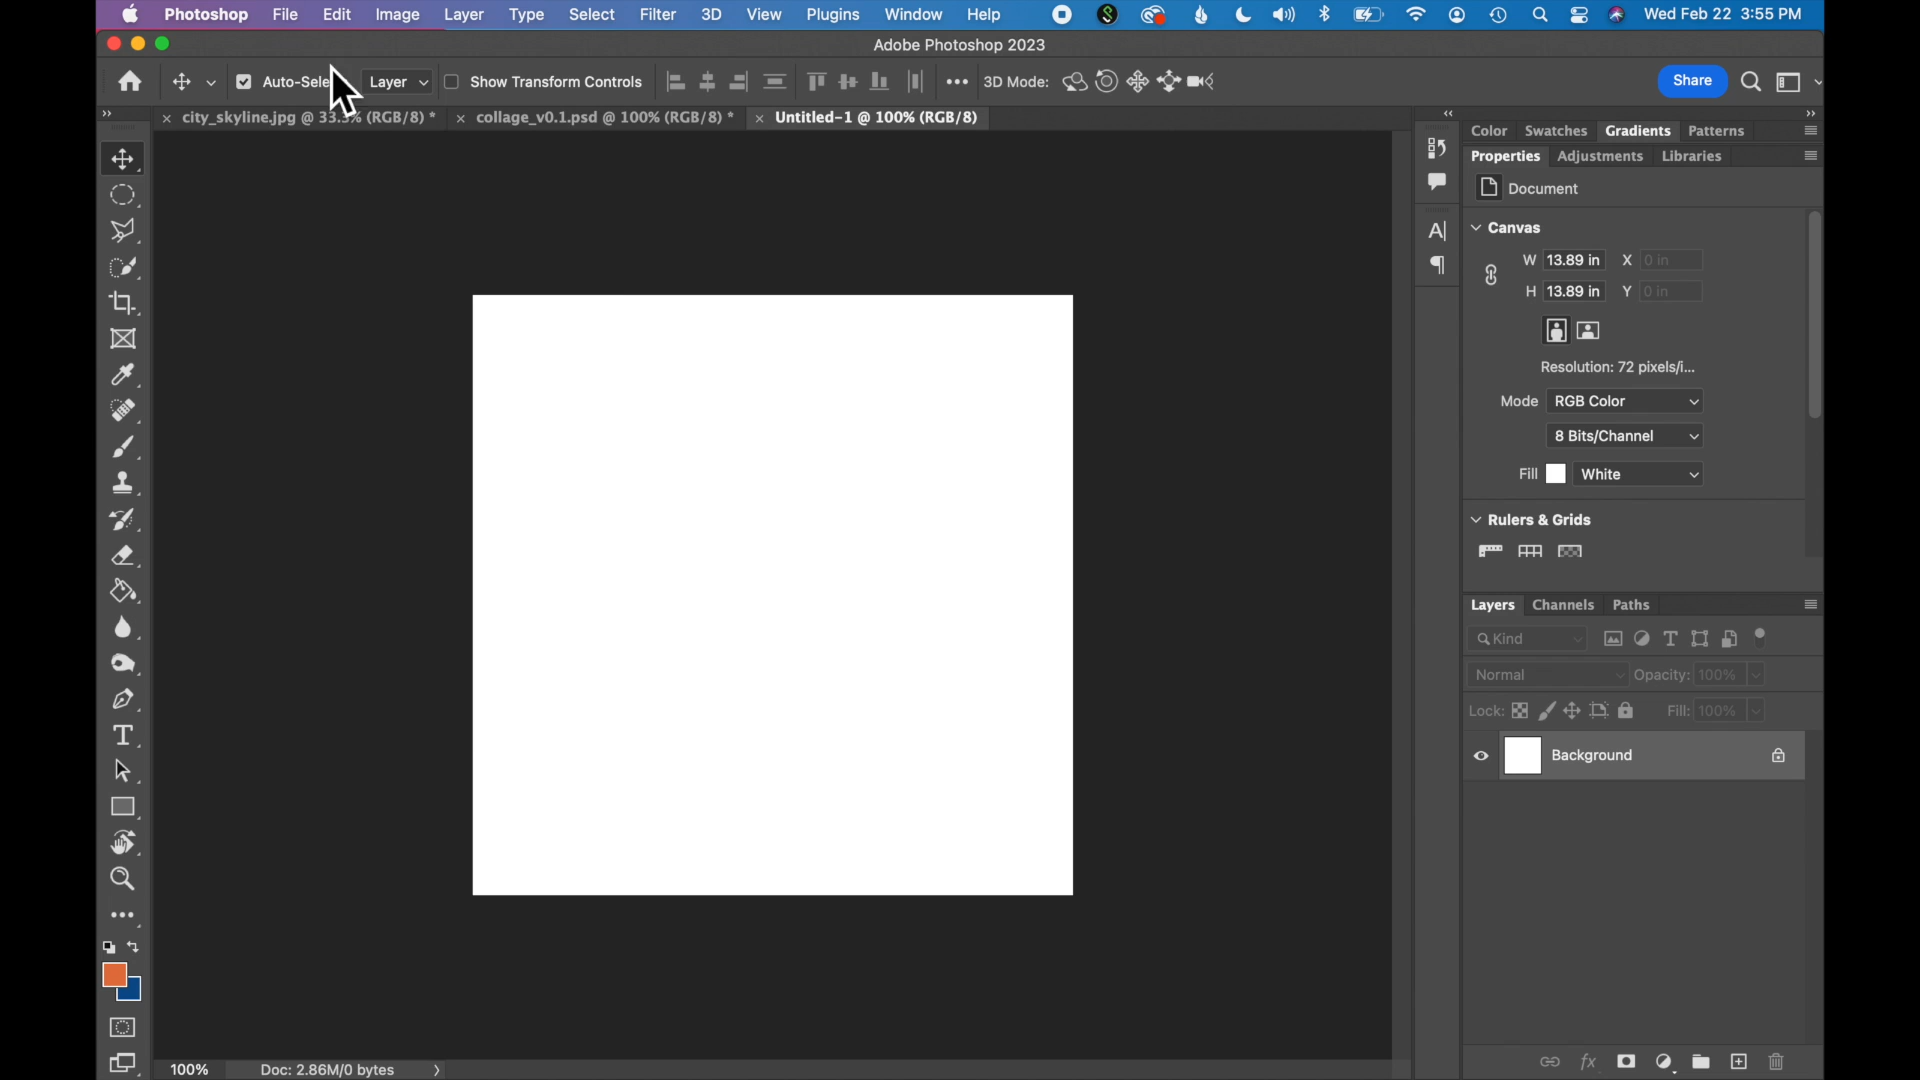 Photoshop File Edit Image Layer Type Select Filter 3D View Plugins Window Help Wed Feb 22 3:55 PM
Adobe Photoshop 2023
Layer Show Transform Controls 3D Mode: Share
city_skyline.jpg @ (RGB/8) * collage_v0.1.psd @ 100% (RGB/8) * Untitled-1 @ 100% (RGB/8)
Color Swatches Gradients Patterns
Properties Adjustments Libraries
Document
Canvas
W 13.89 in X 0 in
H 13.89 in Y 0 in
Resolution: 72 pixels/i...
Mode RGB Color
8 Bits/Channel
Fill White
Rulers & Grids
Layers Channels Paths
Kind
Normal Opacity: 100%
Lock: Fill: 100%
Background
100% Doc: 2.86M/0 bytes